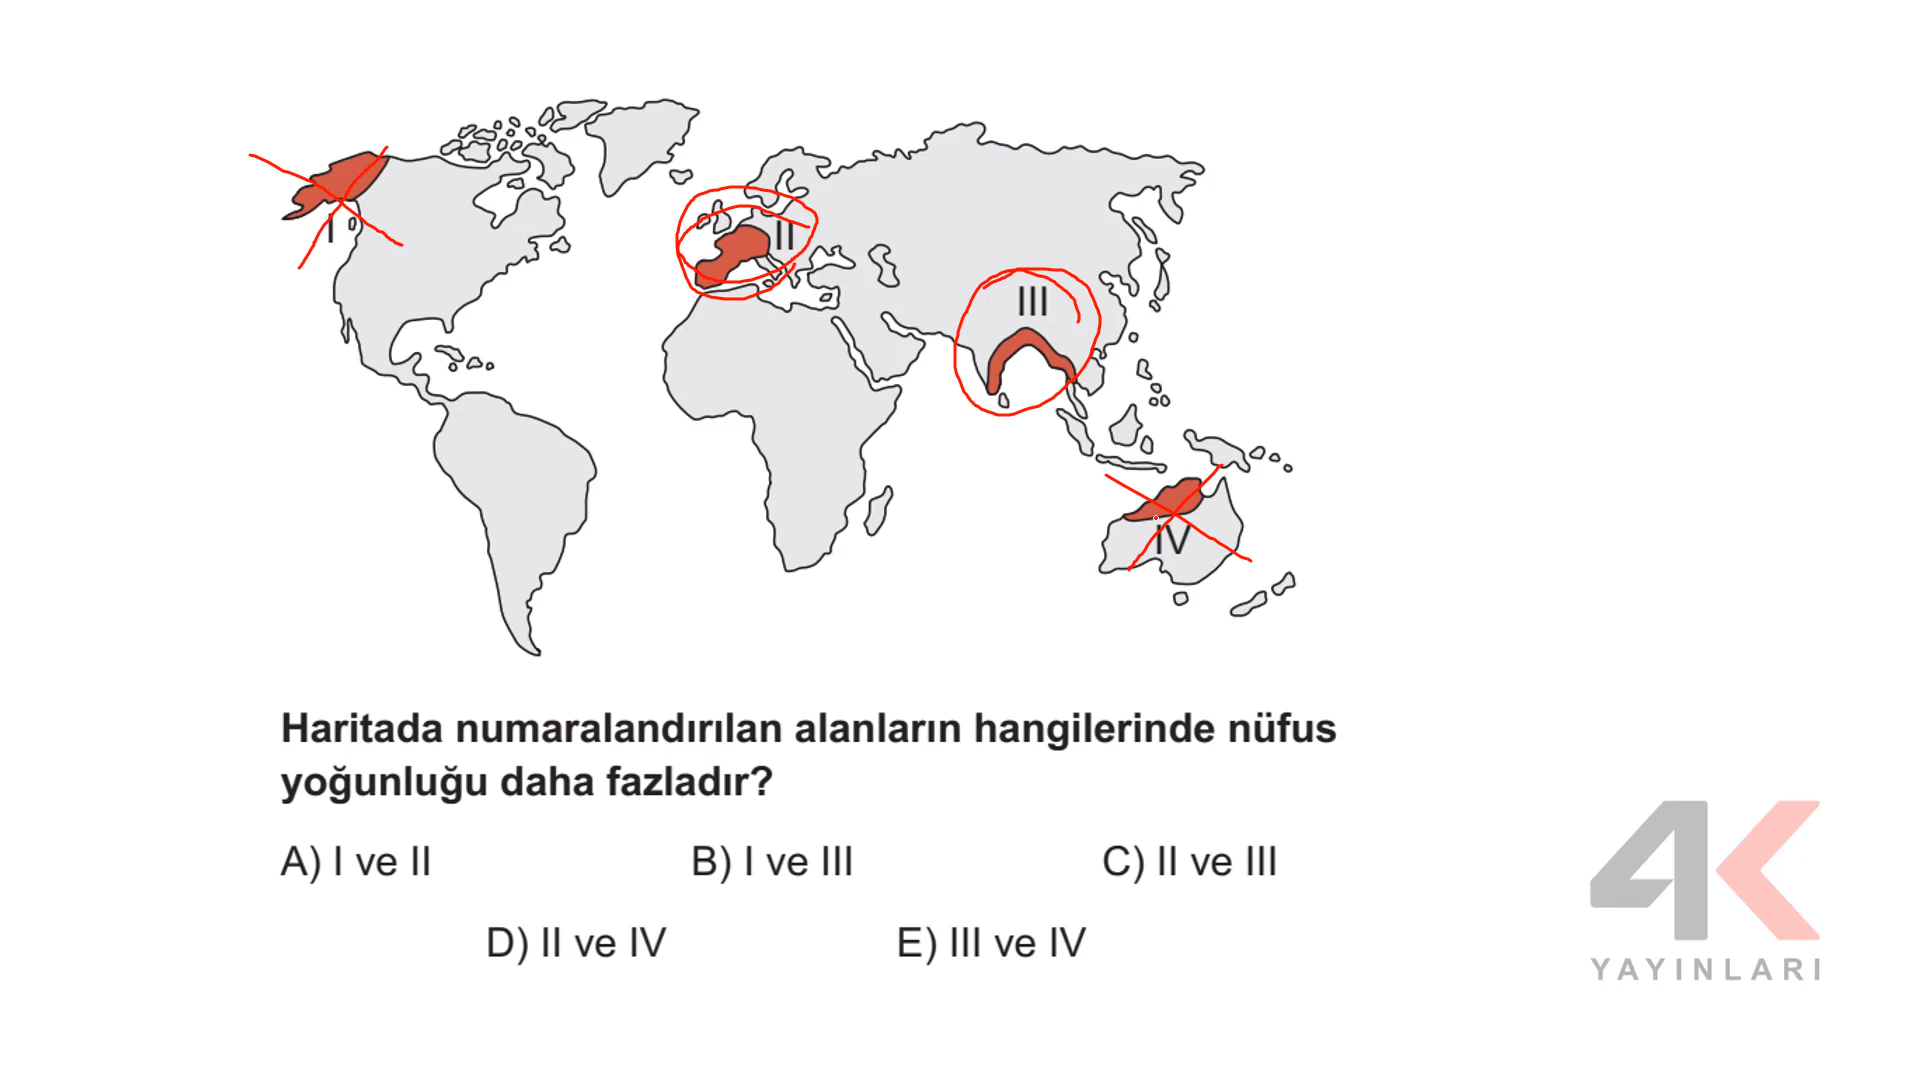 I
II
III
IV
Haritada numaralandırılan alanların hangilerinde nüfus
yoğunluğu daha fazladır?
A) I ve II
B) I ve III
C) II ve III
D) II ve IV
E) III ve IV
4K
YAYINLARI